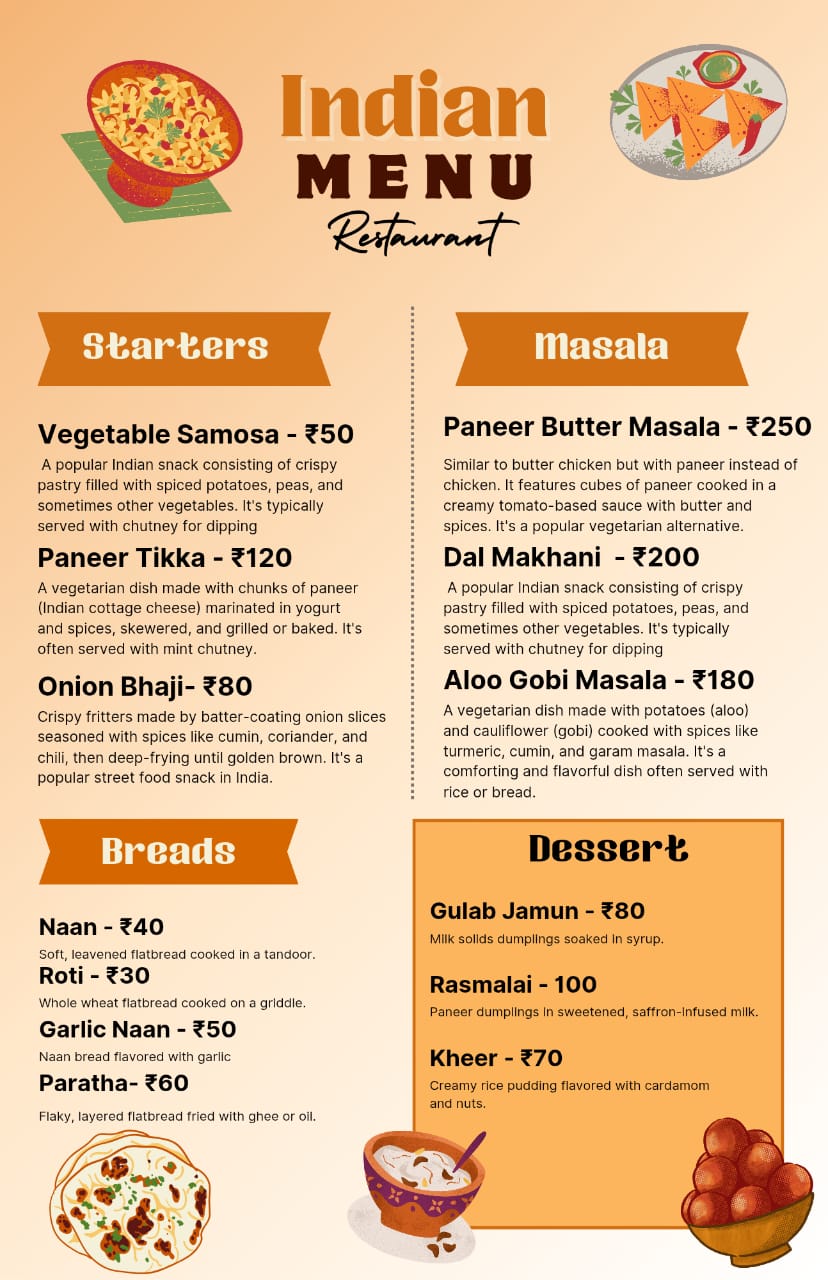 Indian
MENU
Restaurant
Starters
Vegetable Samosa - ₹50
A popular Indian snack consisting of crispy
pastry filled with spiced potatoes, peas, and
sometimes other vegetables. It's typically
served with chutney for dipping
Paneer Tikka - ₹120
A vegetarian dish made with chunks of paneer
(Indian cottage cheese) marinated in yogurt
and spices, skewered, and grilled or baked. It's
often served with mint chutney.
Onion Bhaji- ₹80
Crispy fritters made by batter-coating onion slices
seasoned with spices like cumin, coriander, and
chili, then deep-frying until golden brown. It's a
popular street food snack in India.
Masala
Paneer Butter Masala - ₹250
Similar to butter chicken but with paneer instead of
chicken. It features cubes of paneer cooked in a
creamy tomato-based sauce with butter and
spices. It's a popular vegetarian alternative.
Dal Makhani - ₹200
A popular Indian snack consisting of crispy
pastry filled with spiced potatoes, peas, and
sometimes other vegetables. It's typically
served with chutney for dipping
Aloo Gobi Masala - ₹180
A vegetarian dish made with potatoes (aloo)
and cauliflower (gobi) cooked with spices like
turmeric, cumin, and garam masala. It's a
comforting and flavorful dish often served with
rice or bread.
Breads
Naan - ₹40
Soft, leavened flatbread cooked in a tandoor.
Roti - ₹30
Whole wheat flatbread cooked on a griddle.
Garlic Naan - ₹50
Naan bread flavored with garlic
Paratha- ₹60
Flaky, layered flatbread fried with ghee or oil.
Dessert
Gulab Jamun - ₹80
Milk solids dumplings soaked in syrup.
Rasmalai - 100
Paneer dumplings in sweetened, saffron-infused milk.
Kheer - ₹70
Creamy rice pudding flavored with cardamom
and nuts.